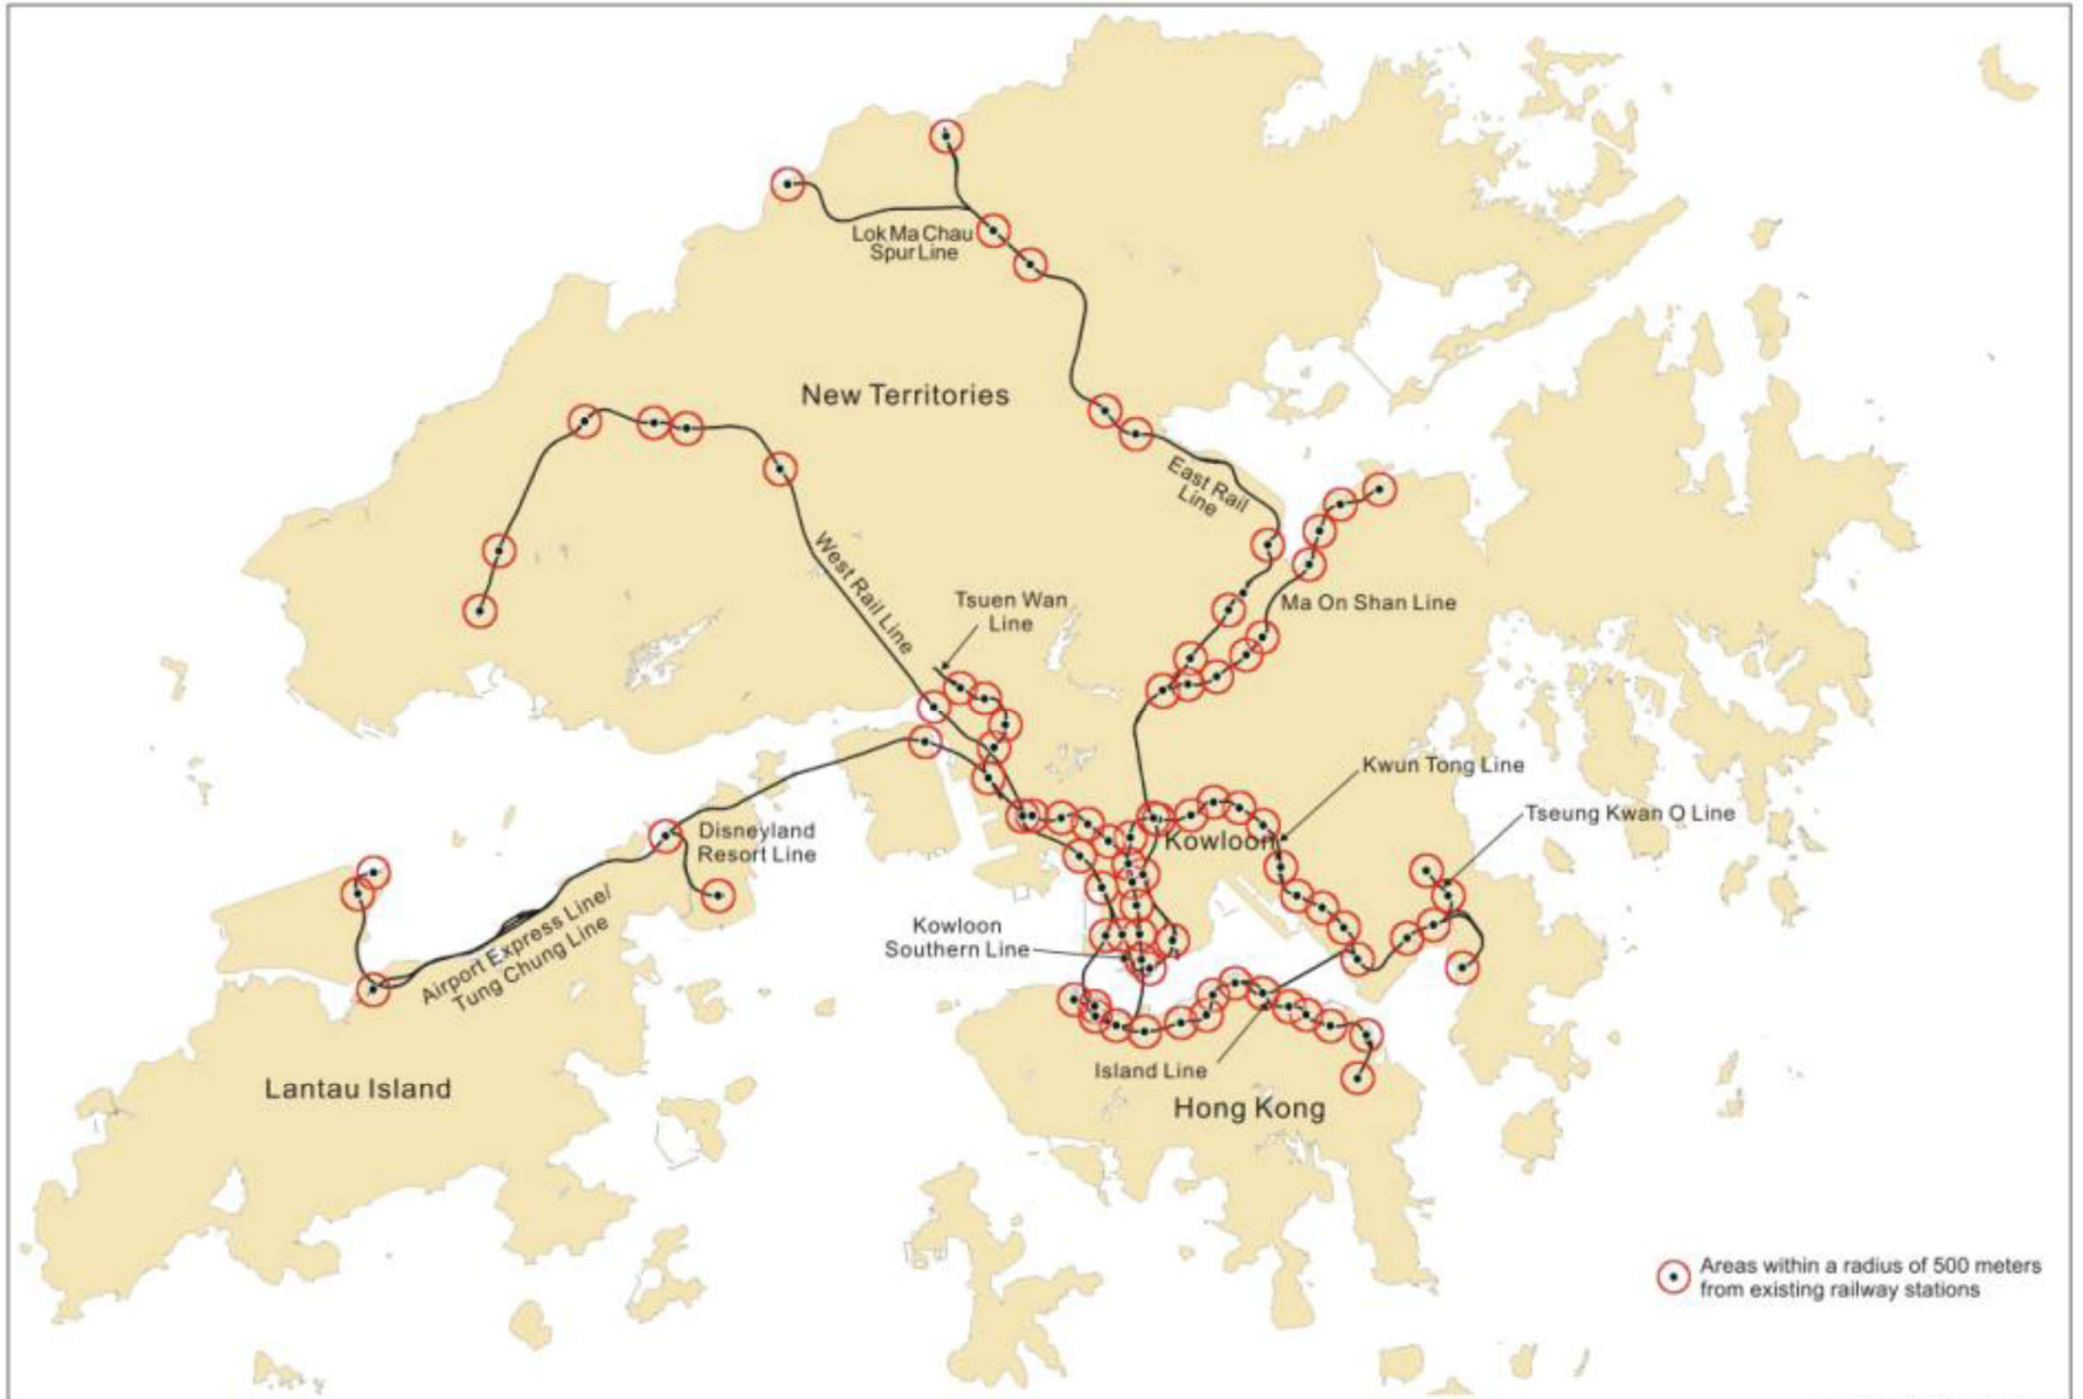 Lok Ma Chau
Spur Line
New Territories
East Rail
Line
West Rail Line
Tsuen Wan
Line
Ma On Shan Line
Kwun Tong Line
Tseung Kwan O Line
Disneyland
Resort Line
Kowloon
Airport Express Line/
Tung Chung Line
Kowloon
Southern Line
Island Line
Lantau Island
Hong Kong
Areas within a radius of 500 meters
from existing railway stations